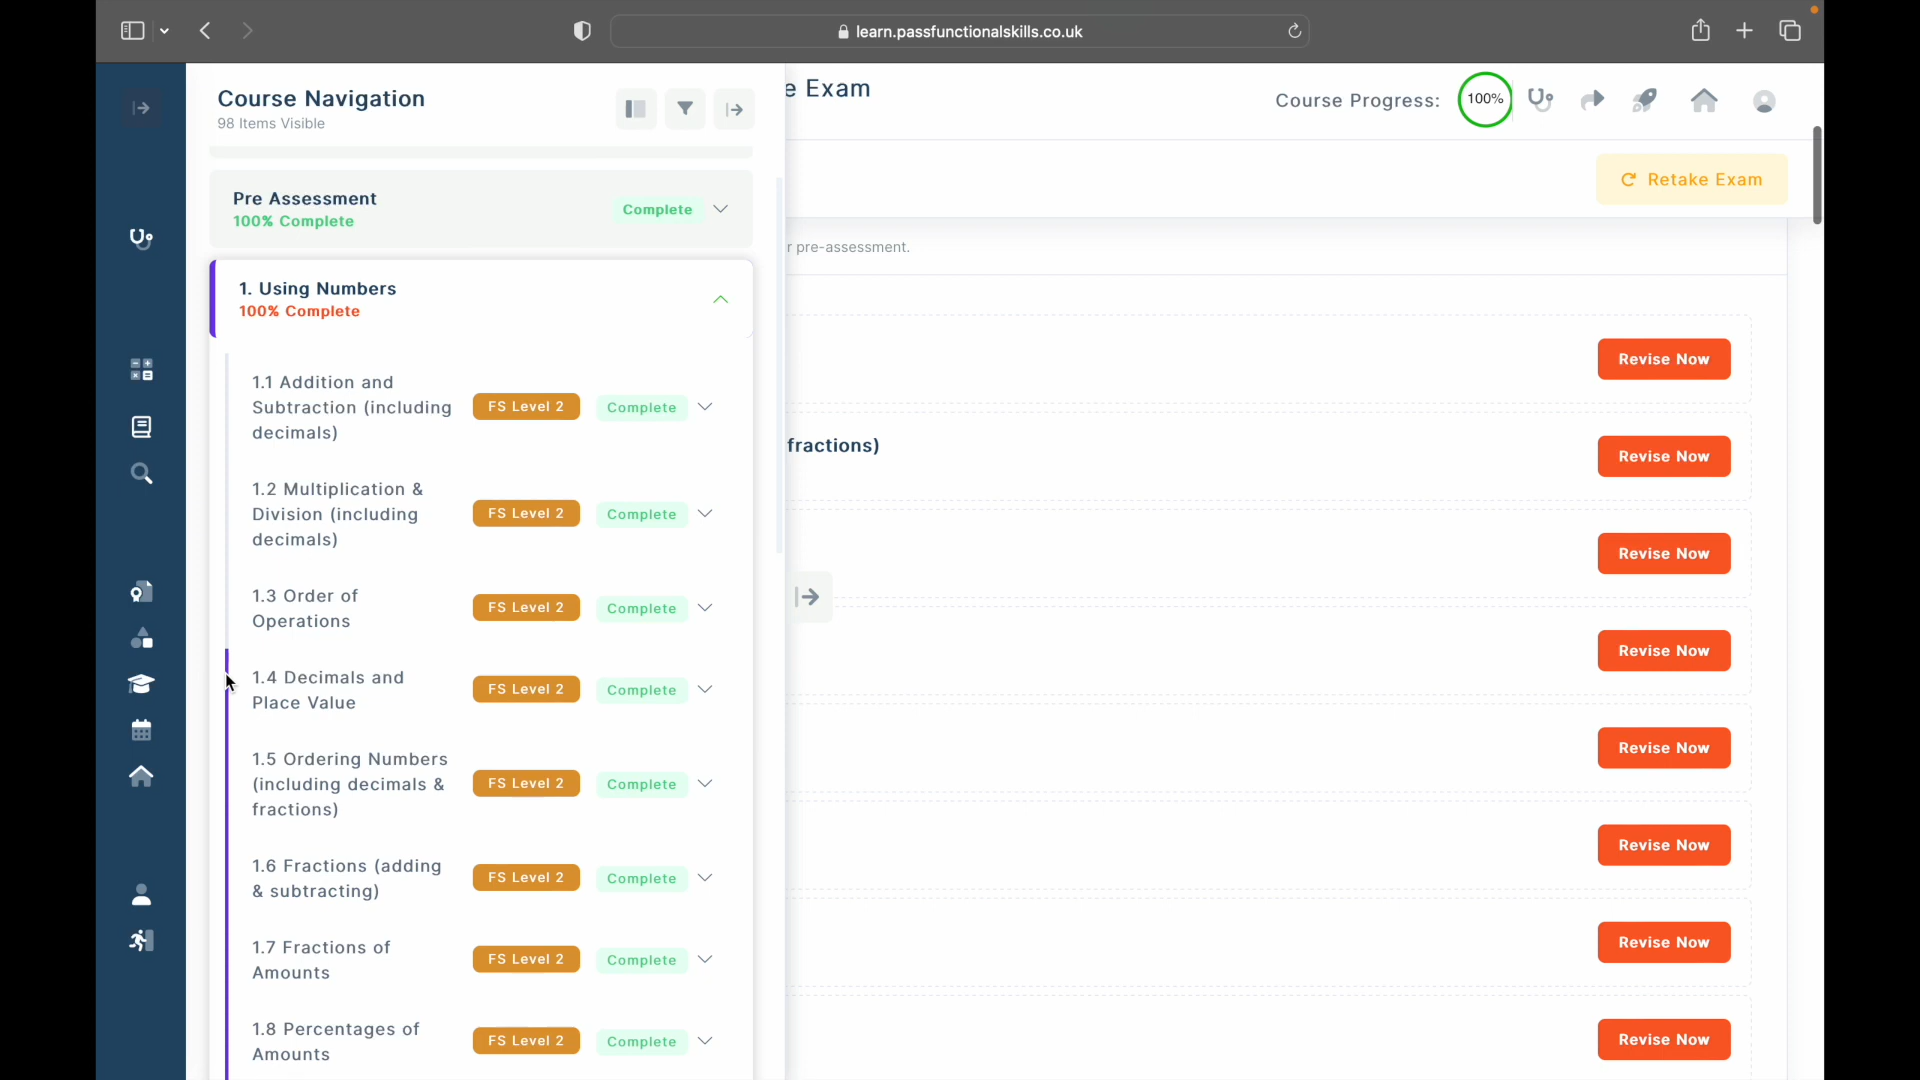 learn.passfunctionalskills.co.uk
Course Navigation
98 Items Visible
e Exam
Course Progress:
100%
Pre Assessment
100% Complete
Complete
Retake Exam
r pre-assessment.
1. Using Numbers
100% Complete
1.1 Addition and
Subtraction (including
decimals)
FS Level 2
Complete
Revise Now
fractions)
Revise Now
1.2 Multiplication &
Division (including
decimals)
FS Level 2
Complete
Revise Now
1.3 Order of
Operations
FS Level 2
Complete
Revise Now
1.4 Decimals and
Place Value
FS Level 2
Complete
Revise Now
1.5 Ordering Numbers
(including decimals &
fractions)
FS Level 2
Complete
Revise Now
1.6 Fractions (adding
& subtracting)
FS Level 2
Complete
Revise Now
1.7 Fractions of
Amounts
FS Level 2
Complete
1.8 Percentages of
Amounts
FS Level 2
Complete
Revise Now